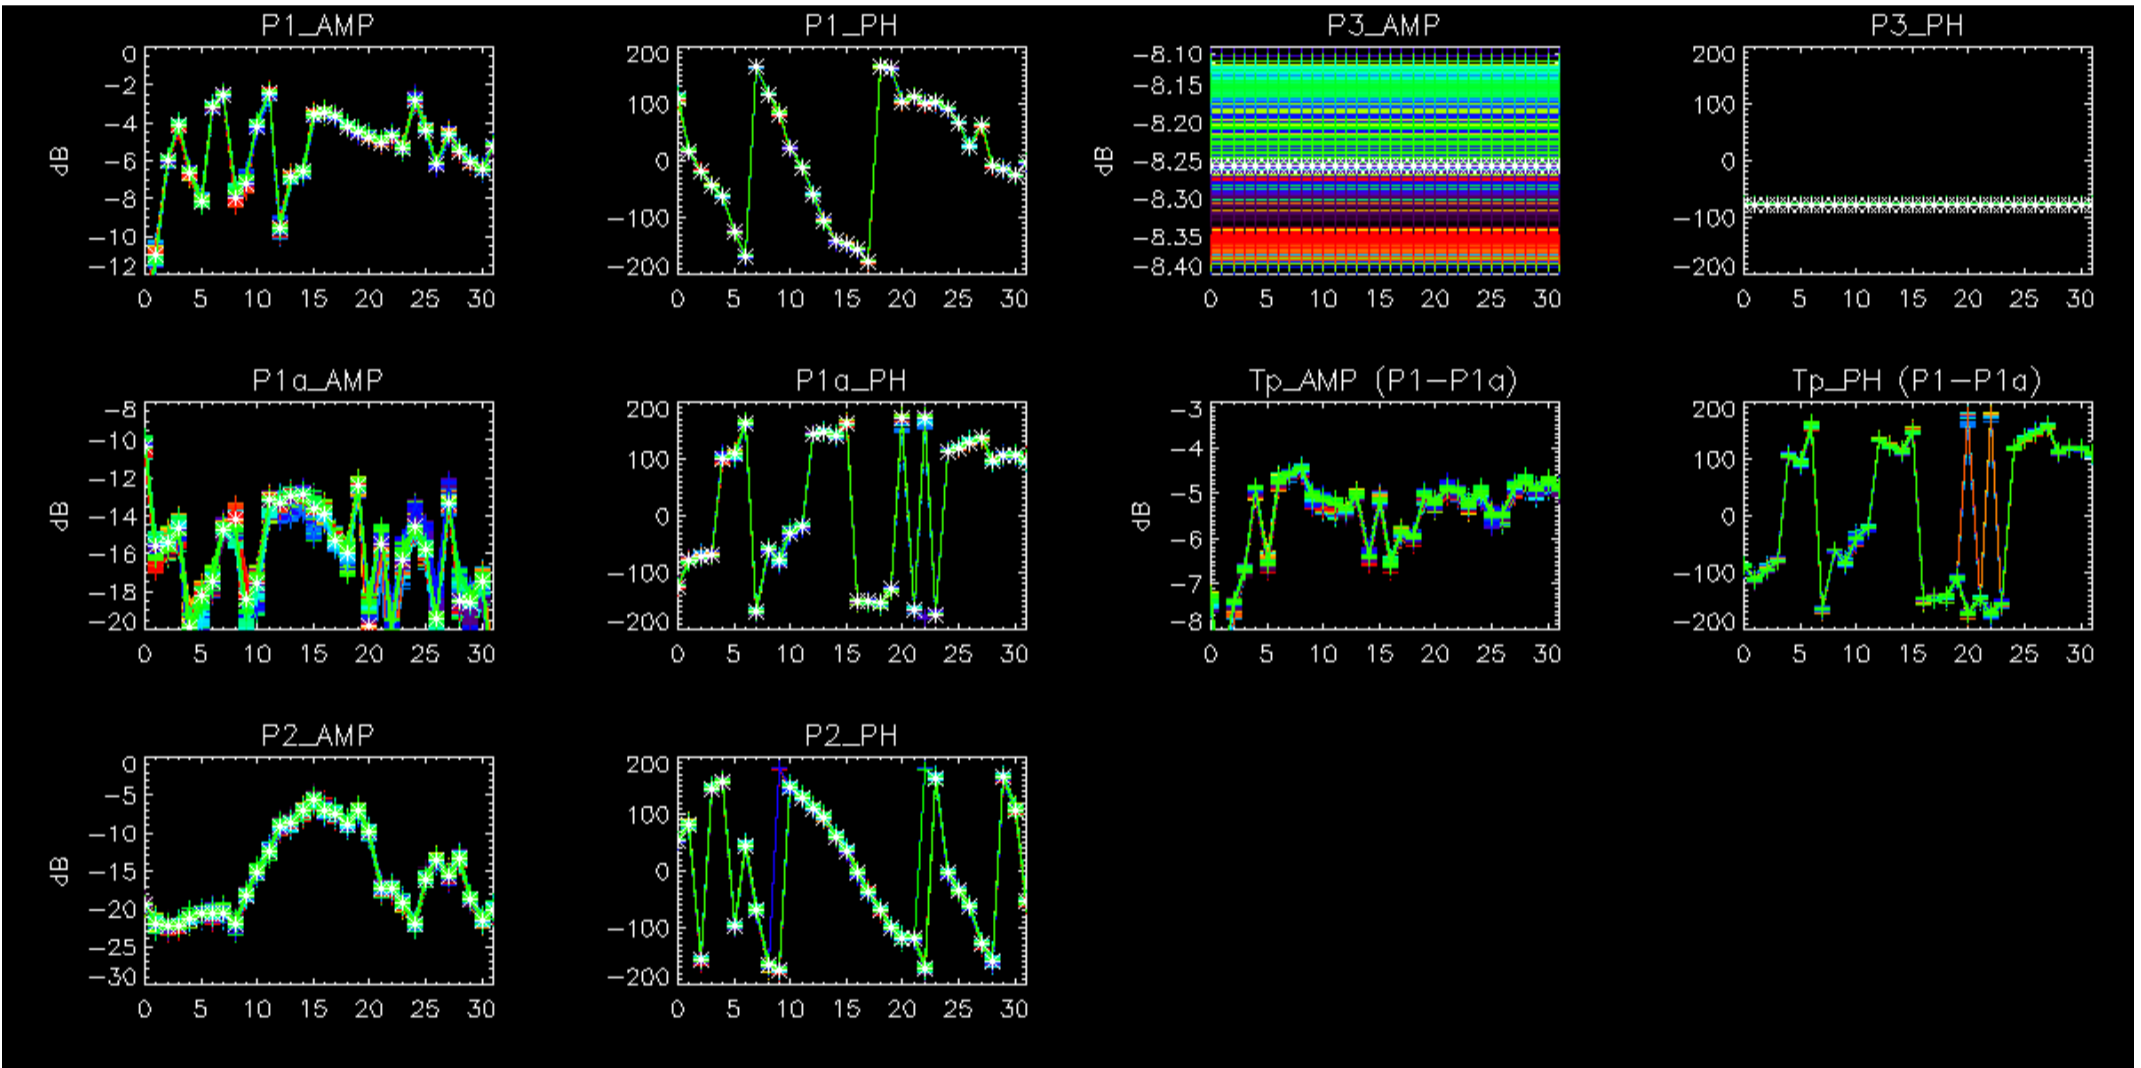 P1_AMP
0
−2
−4
−6
−8
−10
−12
dB
0 5 10 15 20 25 30
P1_PH
200
100
0
−100
−200
0 5 10 15 20 25 30
P3_AMP
−8.10
−8.15
−8.20
−8.25
−8.30
−8.35
−8.40
dB
0 5 10 15 20 25 30
P3_PH
200
100
0
−100
−200
0 5 10 15 20 25 30
P1a_AMP
−8
−10
−12
−14
−16
−18
−20
dB
0 5 10 15 20 25 30
P1a_PH
200
100
0
−100
−200
0 5 10 15 20 25 30
Tp_AMP (P1−P1a)
−3
−4
−5
−6
−7
−8
dB
0 5 10 15 20 25 30
Tp_PH (P1−P1a)
200
100
0
−100
−200
0 5 10 15 20 25 30
P2_AMP
0
−5
−10
−15
−20
−25
−30
dB
0 5 10 15 20 25 30
P2_PH
200
100
0
−100
−200
0 5 10 15 20 25 30